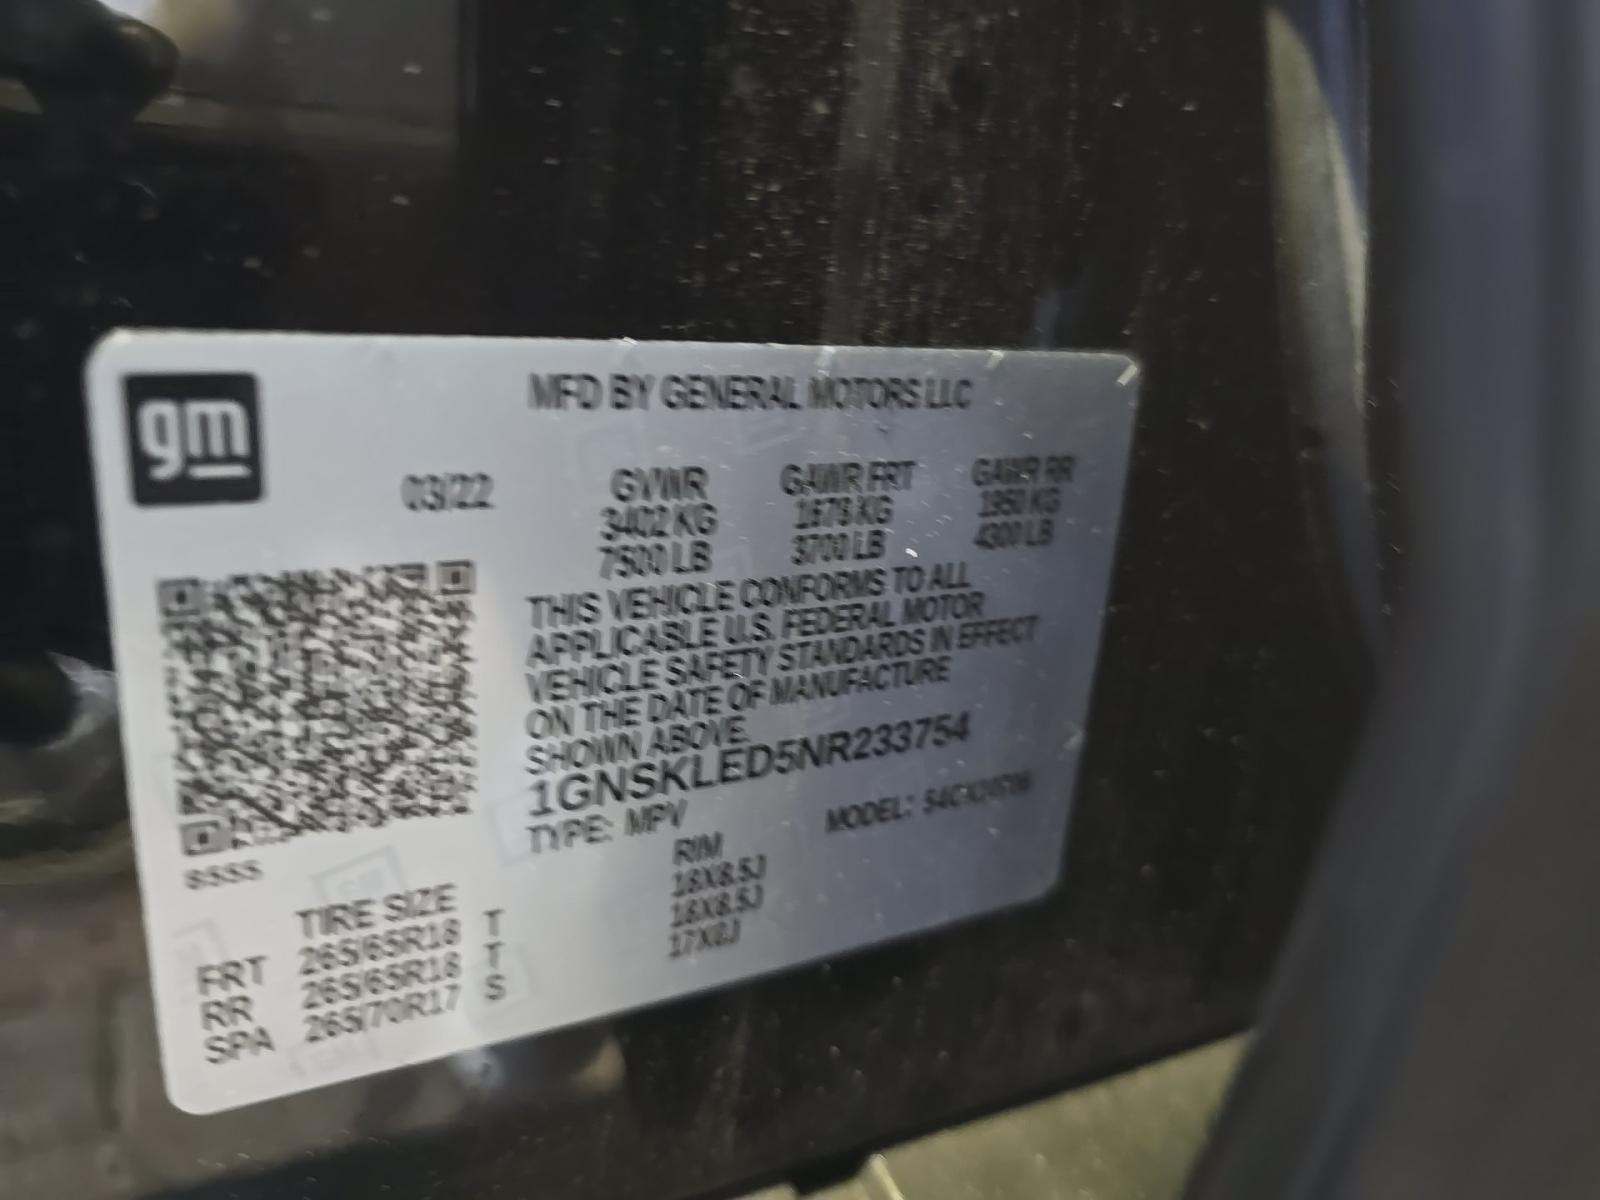 gm
MFD BY GENERAL MOTORS LLC
03/22 GVWR GAWR FRT GAWR RR
3402 KG 1678 KG 1950 KG
7500 LB 3700 LB 4300 LB
THIS VEHICLE CONFORMS TO ALL
APPLICABLE U.S. FEDERAL MOTOR
VEHICLE SAFETY STANDARDS IN EFFECT
ON THE DATE OF MANUFACTURE
SHOWN ABOVE.
1GNSKLED5NR233754
TYPE: MPV MODEL:
8555
TIRE SIZE RIM
FRT 265/65R18 T 18X8.5J
RR 265/65R18 T 18X8.5J
SPA 265/70R17 S